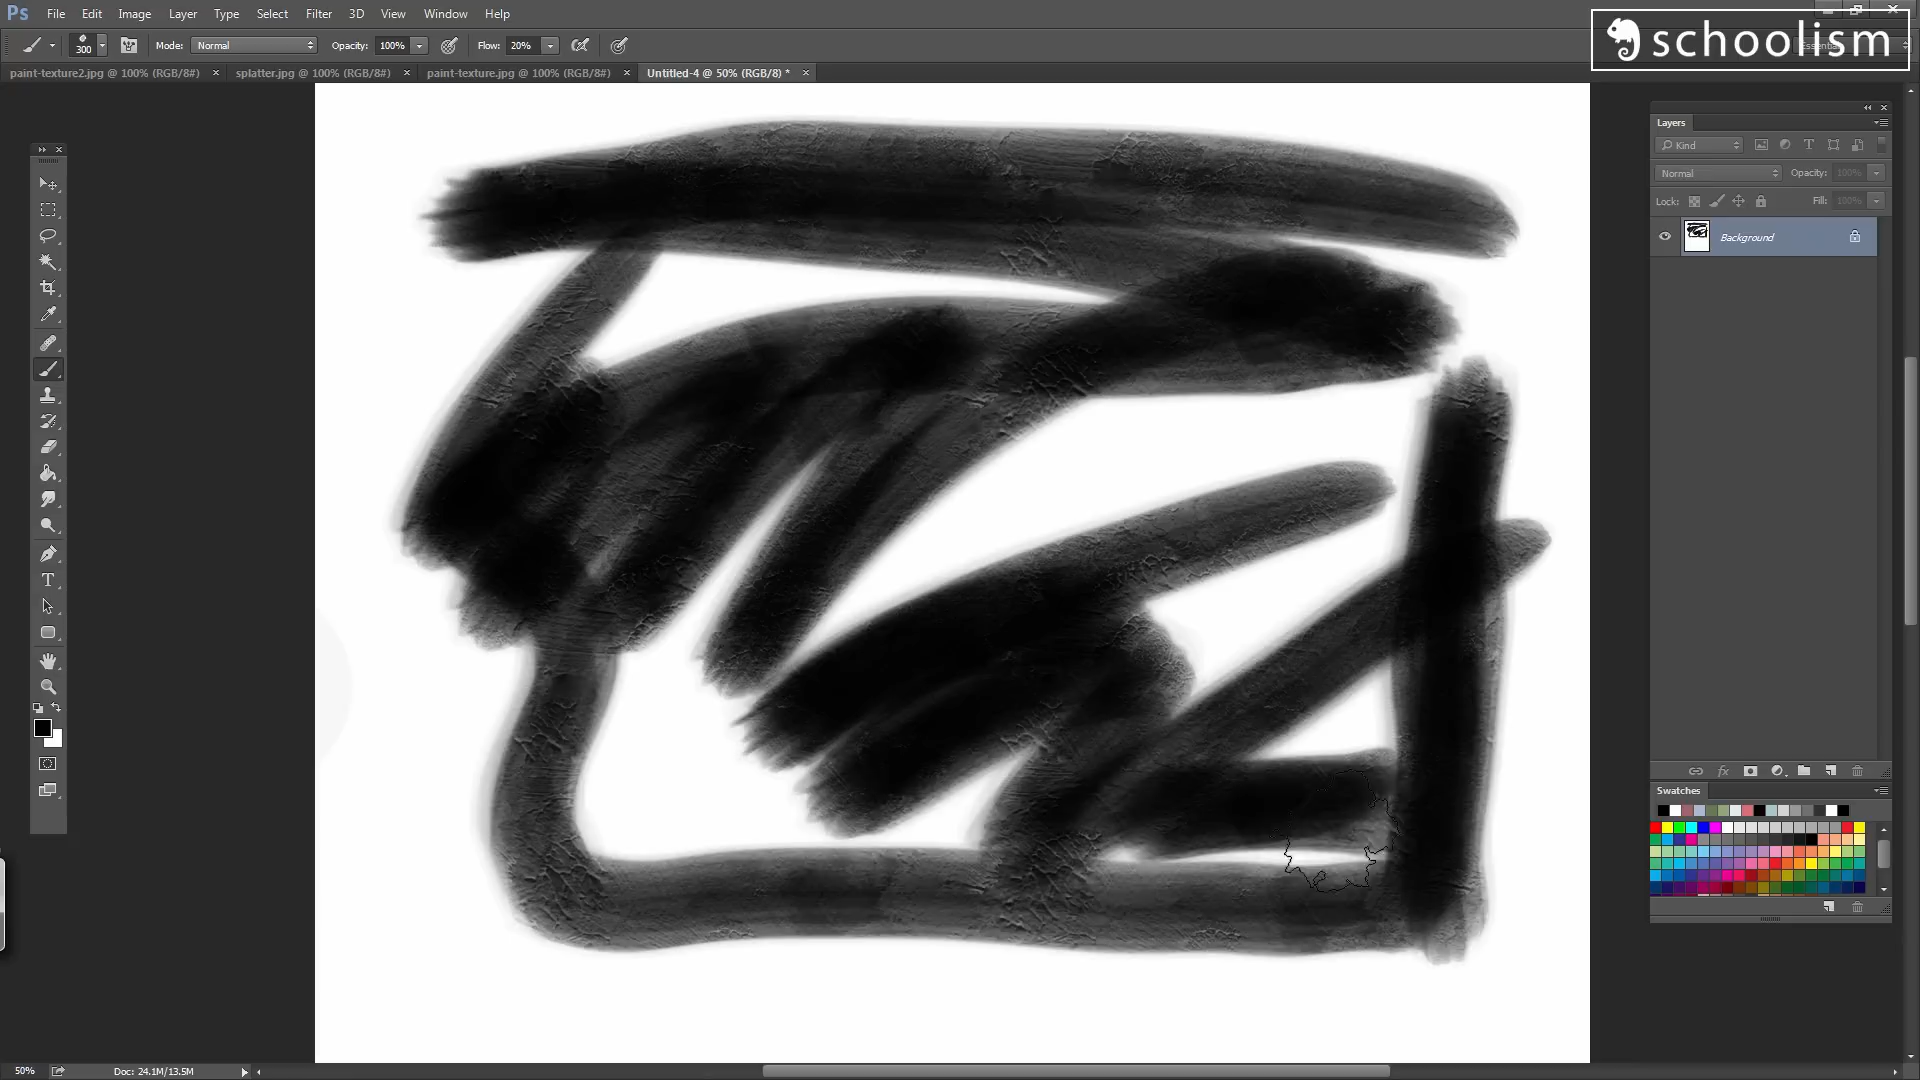 Ps File Edit Image Layer Type Select Filter 3D View Window Help
300 Mode: Normal Opacity: 100% Flow: 20%
schoolism
paint-texture2.jpg @ 100% (RGB/8#) × splatter.jpg @ 100% (RGB/8#) × paint-texture.jpg @ 100% (RGB/8#) × Untitled-4 @ 50% (RGB/8) * ×
Layers
Kind
Normal Opacity: 100%
Lock: Fill: 100%
Background
Swatches
50% Doc: 24.1M/13.5M